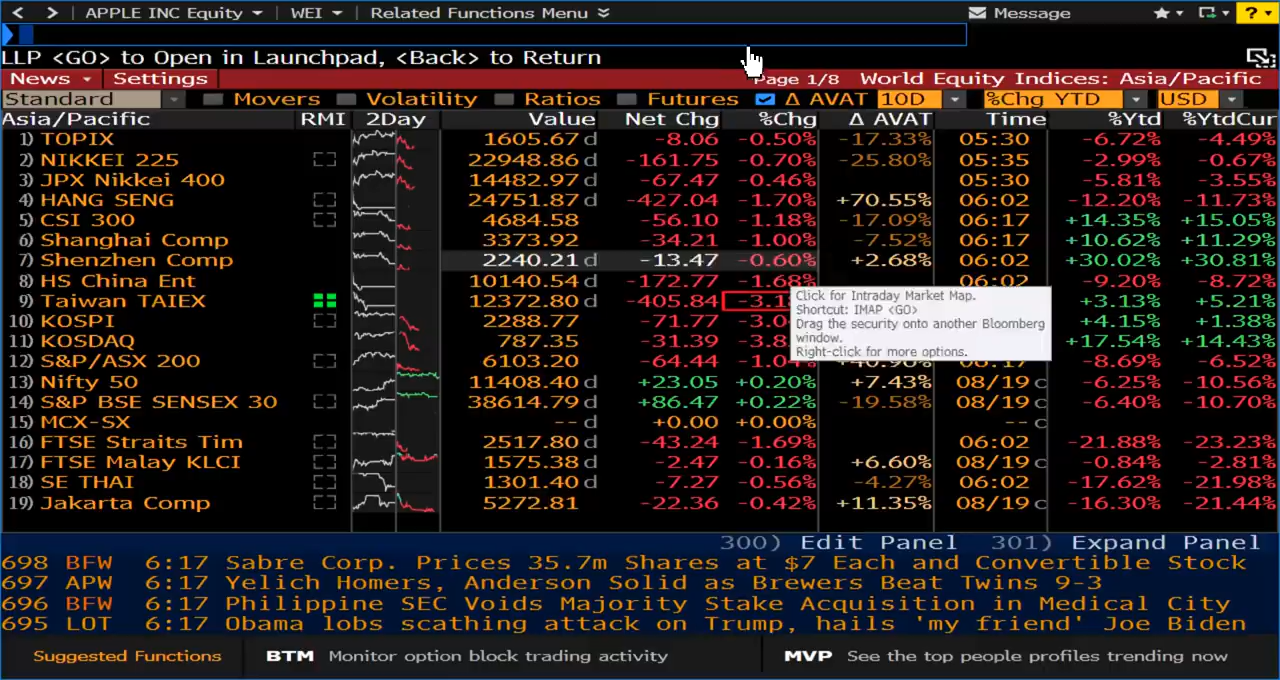 < > APPLE INC Equity WEI Related Functions Menu Message ?
LLP <GO> to Open in Launchpad, <Back> to Return
News Settings Page 1/8 World Equity Indices: Asia/Pacific
Standard Movers Volatility Ratios Futures Δ AVAT 10D %Chg YTD USD
Asia/Pacific RMI 2Day Value Net Chg %Chg Δ AVAT Time %Ytd %YtdCur
1) TOPIX 1605.67 d -8.06 -0.50% -17.33% 05:30 -6.72% -4.49%
2) NIKKEI 225 22948.86 d -161.75 -0.70% -25.80% 05:35 -2.99% -0.67%
3) JPX Nikkei 400 14482.97 d -67.47 -0.46% 05:30 -5.81% -3.55%
4) HANG SENG 24751.87 d -427.04 -1.70% +70.55% 06:02 -12.20% -11.73%
5) CSI 300 4684.58 -56.10 -1.18% -17.09% 06:17 +14.35% +15.05%
6) Shanghai Comp 3373.92 -34.21 -1.00% -7.52% 06:17 +10.62% +11.29%
7) Shenzhen Comp 2240.21 d -13.47 -0.60% +2.68% 06:17 +30.02% +30.81%
8) HS China Ent 10140.54 d -172.77 -1.68% 06:02 -9.20% -8.72%
9) Taiwan TAIEX 12372.80 d -405.84 +3.13% +5.21%
10) KOSPI 2288.77 -71.77 +4.15% +1.38%
11) KOSDAQ 787.35 -31.39 +17.54% +14.43%
12) S&P/ASX 200 6103.20 -64.44 -8.69% -6.52%
Click for Intraday Market Map.
Shortcut: IMAP <GO>
Drag the security onto another Bloomberg
window.
Right-click for more options.
13) Nifty 50 11408.40 d +23.05 +0.20% +7.43% 08/19 c -6.25% -10.56%
14) S&P BSE SENSEX 30 38614.79 d +86.47 +0.22% -19.58% 08/19 c -6.40% -10.70%
15) MCX-SX -- d +0.00 +0.00% -- c
16) FTSE Straits Tim 2517.80 d -43.24 -1.69% 06:02 -21.88% -23.23%
17) FTSE Malay KLCI 1575.38 d -2.47 -0.16% +6.60% 08/19 c -0.84% -2.81%
18) SE THAI 1301.40 d -7.27 -0.56% -4.27% 06:02 -17.62% -21.98%
19) Jakarta Comp 5272.81 -22.36 -0.42% +11.35% 08/19 c -16.30% -21.44%
300) Edit Panel 301) Expand Panel
698 BFW 6:17 Sabre Corp. Prices 35.7m Shares at $7 Each and Convertible Stock
697 APW 6:17 Yelich Homers, Anderson Solid as Brewers Beat Twins 9-3
696 BFW 6:17 Philippine SEC Voids Majority Stake Acquisition in Medical City
695 LOT 6:17 Obama lobs scathing attack on Trump, hails 'my friend' Joe Biden
Suggested Functions BTM Monitor option block trading activity MVP See the top people profiles trending now